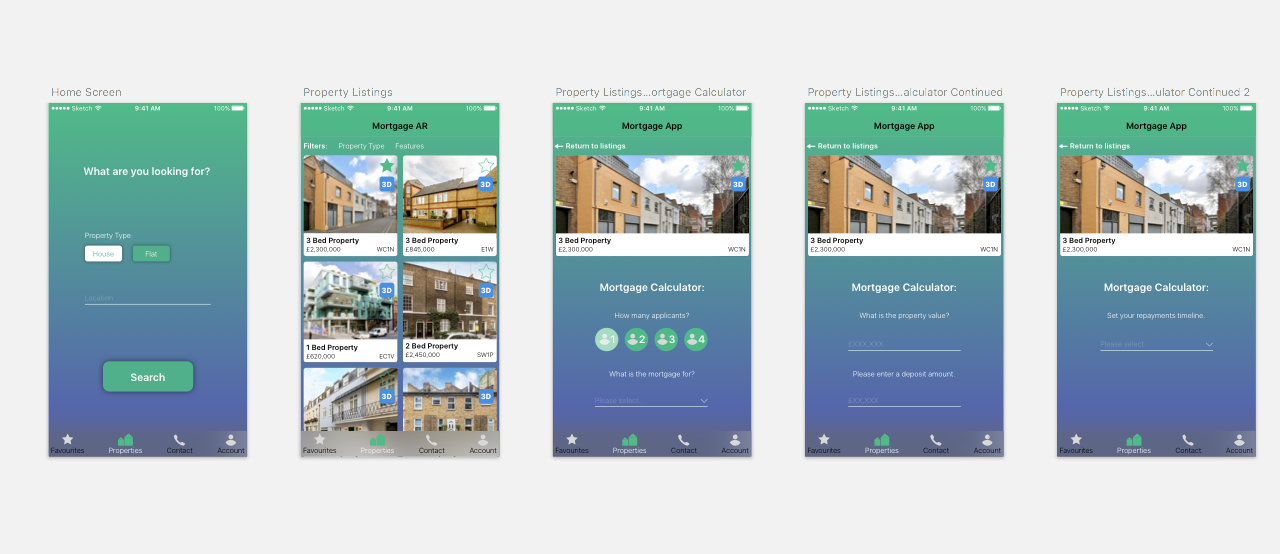 Home Screen
●●●●● Sketch 9:41 AM 100%
What are you looking for?
Property Type:
House Flat
Location
Search
Favourites Properties Contact Account
Property Listings
●●●●● Sketch 9:41 AM 100%
Mortgage AR
Filters: Property Type Features
3D 3D
3 Bed Property 3 Bed Property
£2,300,000 WC1N £845,000 E1W
3D 3D
1 Bed Property 2 Bed Property
£620,000 EC1V £2,450,000 SW1P
3D 3D
Favourites Properties Contact Account
Property Listings...ortgage Calculator
●●●●● Sketch 9:41 AM 100%
Mortgage App
Return to listings
3D
3 Bed Property
£2,300,000 WC1N
Mortgage Calculator:
How many applicants?
1 2 3 4
What is the mortgage for?
Please select
Favourites Properties Contact Account
Property Listings...alculator Continued
●●●●● Sketch 9:41 AM 100%
Mortgage App
Return to listings
3D
3 Bed Property
£2,300,000 WC1N
Mortgage Calculator:
What is the property value?
£XX,XXX
Please enter a deposit amount.
£XX,XXX
Favourites Properties Contact Account
Property Listings...ulator Continued 2
●●●●● Sketch 9:41 AM 100%
Mortgage App
Return to listings
3D
3 Bed Property
£2,300,000 WC1N
Mortgage Calculator:
Set your repayments timeline.
Please select
Favourites Properties Contact Account